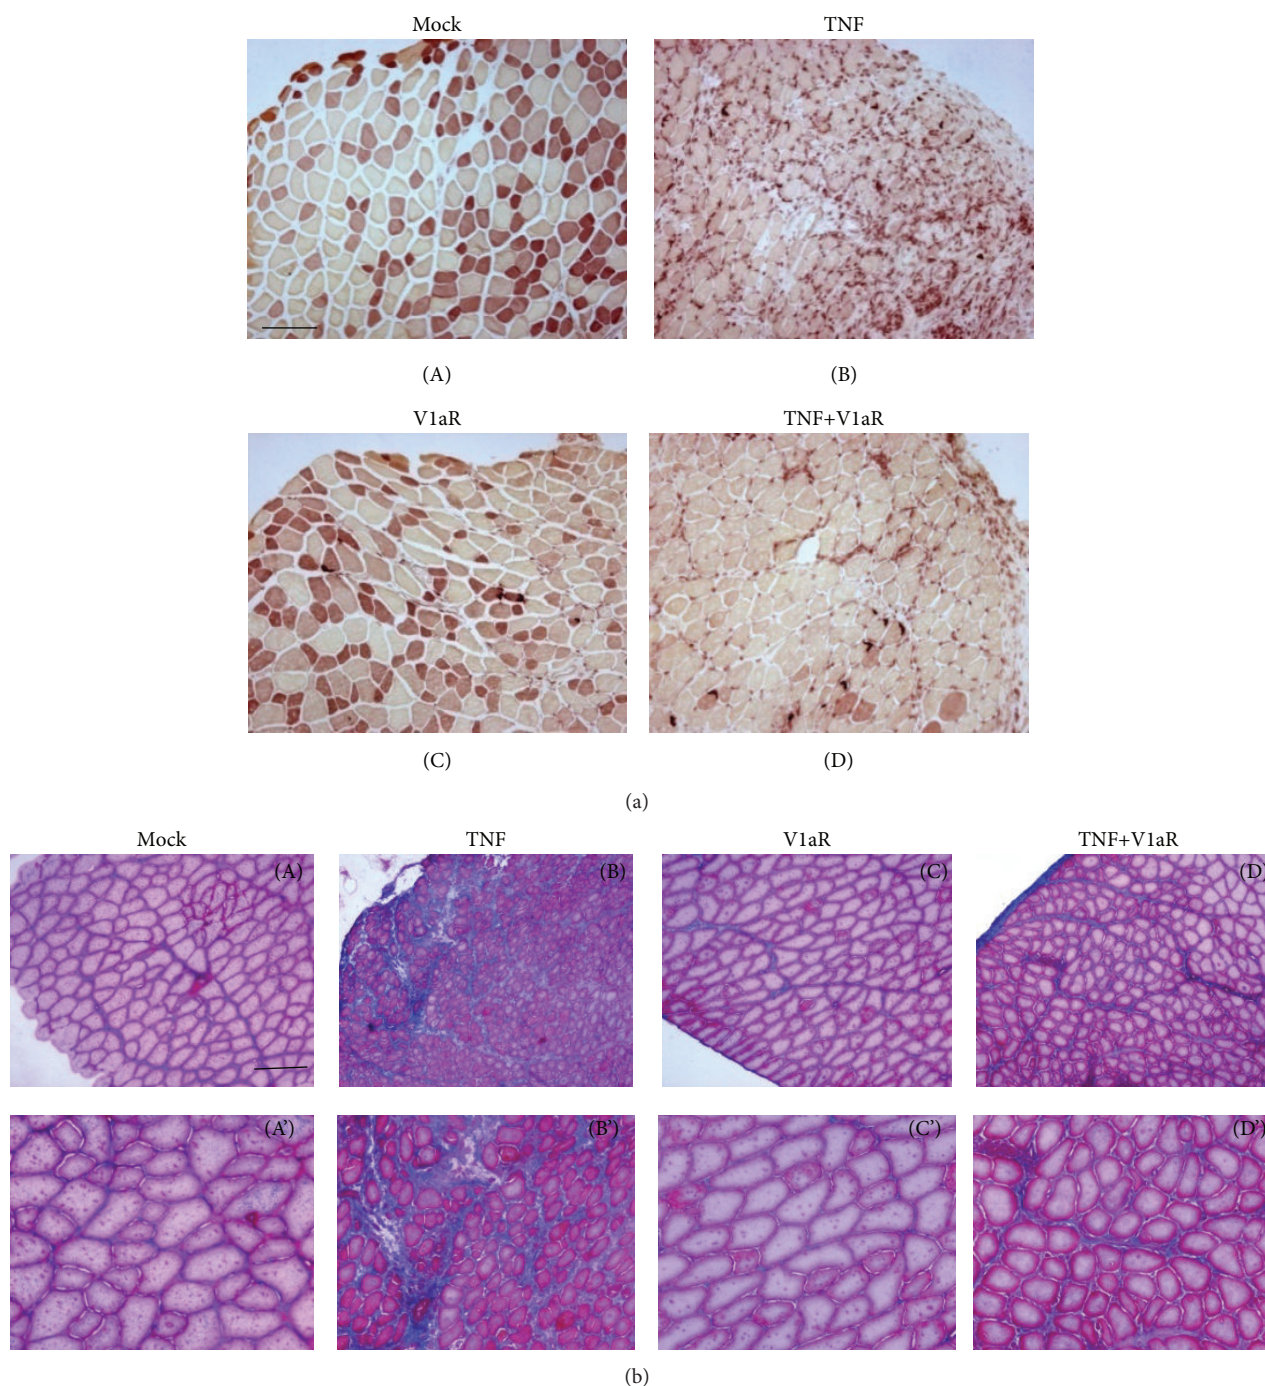 Mock TNF
(A) (B)
V1aR TNF+V1aR
(C) (D)
(a)
Mock TNF V1aR TNF+V1aR
(A) (B) (C) (D)
(A') (B') (C') (D')
(b)